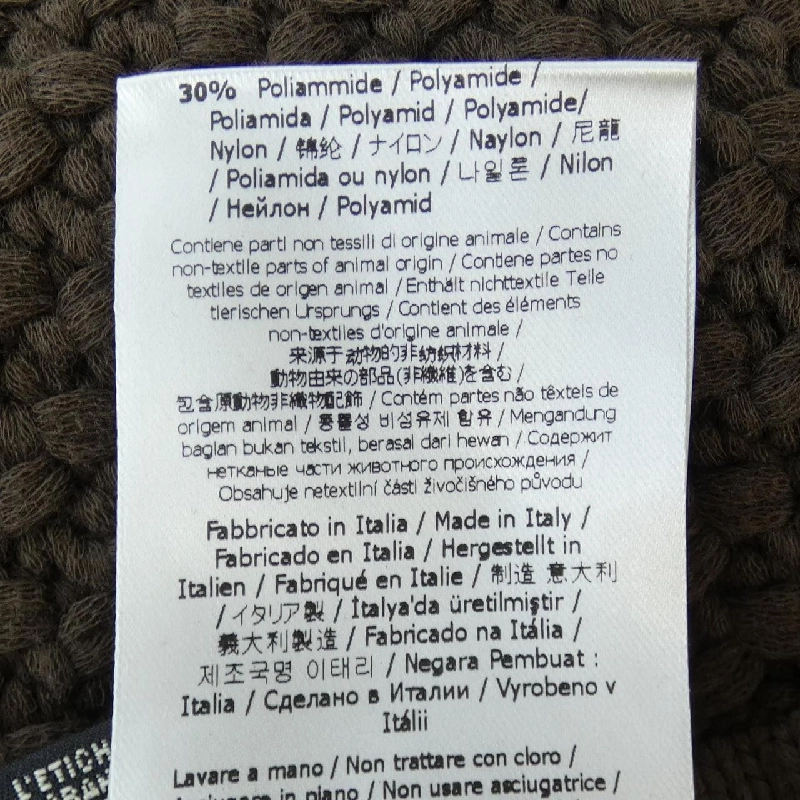 30% Poliammide / Polyamide /
Poliamida / Polyamid / Polyamide/
Nylon / 锦纶 / ナイロン / Naylon / 尼龍
/ Poliamida ou nylon / 나일론 / Nilon
/ Нейлон / Polyamid
Contiene parti non tessili di origine animale / Contains
non-textile parts of animal origin / Contiene partes no
textiles de origen animal / Enthält nichttextile Teile
tierischen Ursprungs / Contient des éléments
non-textiles d'origine animale /
来源于动物的非纺织材料 /
動物由来の部品(非繊維)を含む /
包含原動物非織物配飾 / Contém partes não têxteis de
origem animal / 동물성 비섬유제 함유 / Mengandung
bagian bukan tekstil, berasal dari hewan / Содержит
нетканые части животного происхождения /
Obsahuje netextilní části živočišného původu
Fabbricato in Italia / Made in Italy /
Fabricado en Italia / Hergestellt in
Italien / Fabriqué en Italie / 制造 意大利
/ イタリア製 / İtalya'da üretilmiştir /
義大利製造 / Fabricado na Itália /
제조국명 이태리 / Negara Pembuat :
Italia / Сделано в Италии / Vyrobeno v
Itálii
Lavare a mano / Non trattare con cloro /
Asciugare in piano / Non usare asciugatrice /
L'ETICH